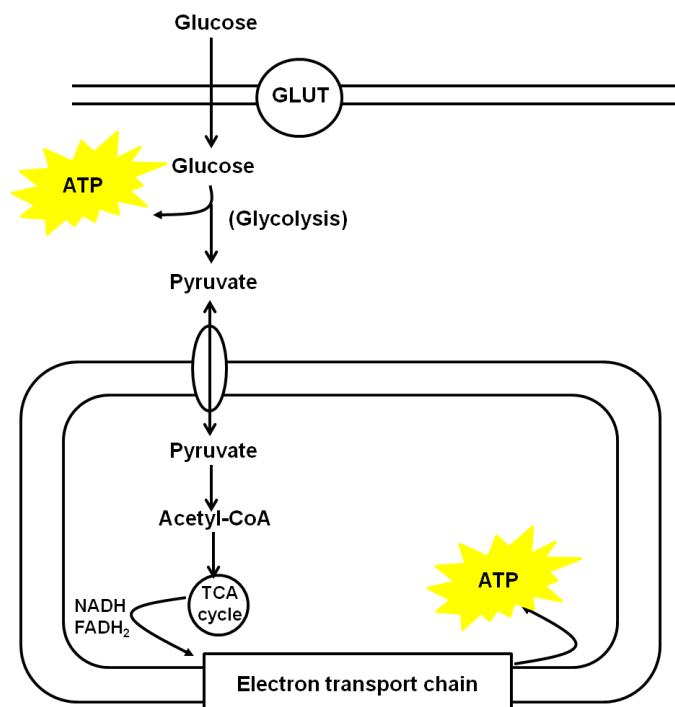 Glucose
GLUT
Glucose
ATP
(Glycolysis)
Pyruvate
Pyruvate
Acetyl-CoA
TCA
cycle
NADH
FADH₂
ATP
Electron transport chain